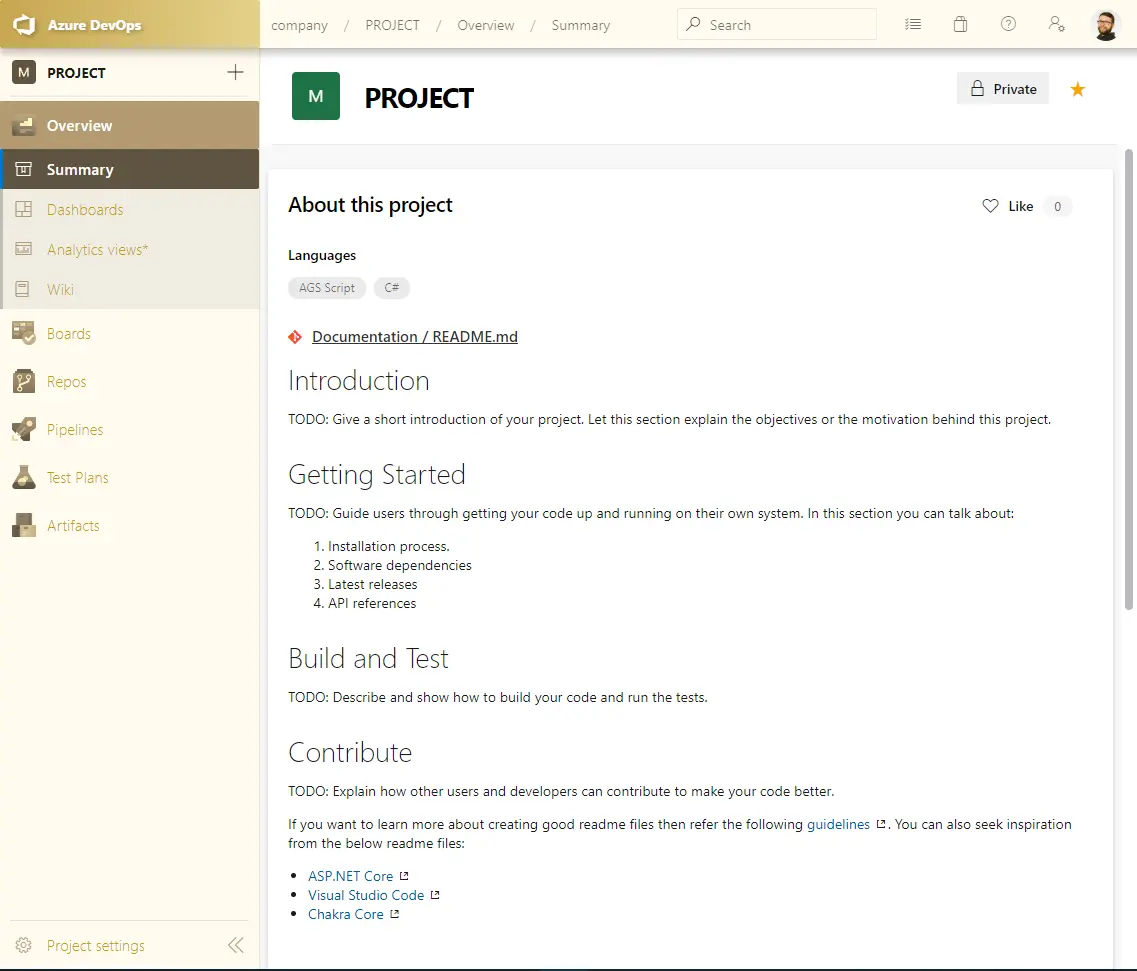 Azure DevOps
company / PROJECT / Overview / Summary
Search
M PROJECT
Overview
Summary
Dashboards
Analytics views*
Wiki
Boards
Repos
Pipelines
Test Plans
Artifacts
Project settings
M PROJECT
Private
About this project
Like 0
Languages
AGS Script C#
Documentation / README.md
Introduction
TODO: Give a short introduction of your project. Let this section explain the objectives or the motivation behind this project.
Getting Started
TODO: Guide users through getting your code up and running on their own system. In this section you can talk about:
1. Installation process.
2. Software dependencies
3. Latest releases
4. API references
Build and Test
TODO: Describe and show how to build your code and run the tests.
Contribute
TODO: Explain how other users and developers can contribute to make your code better.
If you want to learn more about creating good readme files then refer the following guidelines. You can also seek inspiration
from the below readme files:
• ASP.NET Core
• Visual Studio Code
• Chakra Core